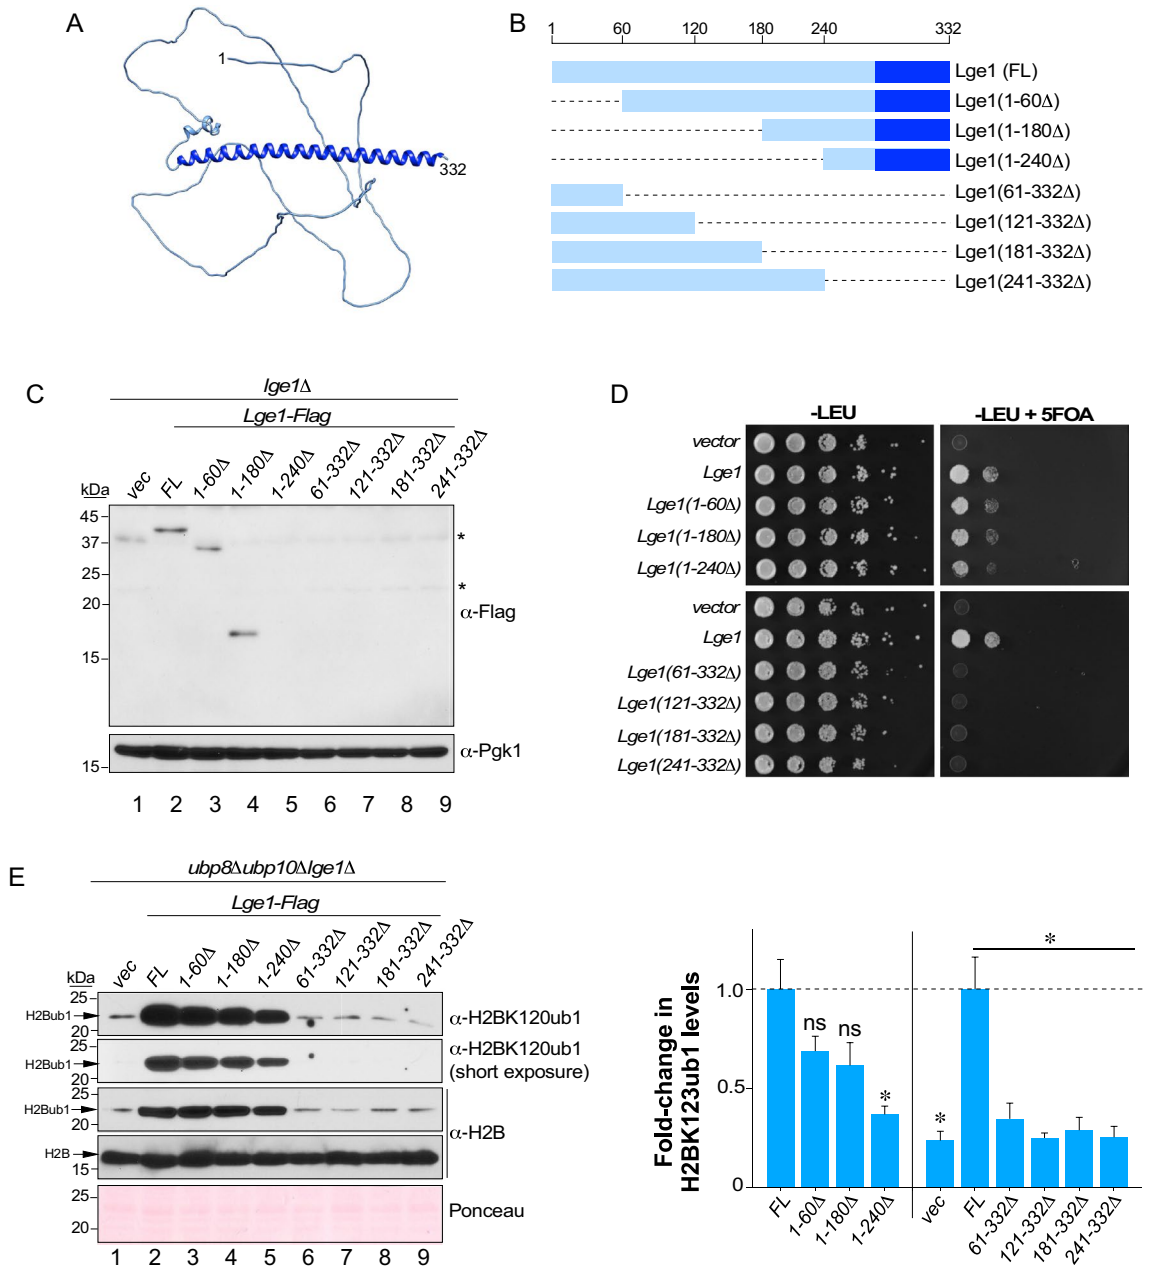 A
1
332
B
1 60 120 180 240 332
Lge1 (FL)
Lge1(1-60Δ)
Lge1(1-180Δ)
Lge1(1-240Δ)
Lge1(61-332Δ)
Lge1(121-332Δ)
Lge1(181-332Δ)
Lge1(241-332Δ)
C
lge1Δ
Lge1-Flag
kDa vec FL 1-60Δ 1-180Δ 1-240Δ 61-332Δ 121-332Δ 181-332Δ 241-332Δ
45
37 *
25
*
20 α-Flag
15
α-Pgk1
15
1 2 3 4 5 6 7 8 9
D
-LEU -LEU + 5FOA
vector
Lge1
Lge1(1-60Δ)
Lge1(1-180Δ)
Lge1(1-240Δ)
vector
Lge1
Lge1(61-332Δ)
Lge1(121-332Δ)
Lge1(181-332Δ)
Lge1(241-332Δ)
E
ubp8Δubp10Δlge1Δ
Lge1-Flag
kDa vec FL 1-60Δ 1-180Δ 1-240Δ 61-332Δ 121-332Δ 181-332Δ 241-332Δ
25
H2Bub1 α-H2BK120ub1
20
25 α-H2BK120ub1
H2Bub1 (short exposure)
20
25
H2Bub1
20 α-H2B
H2B
15
25
Ponceau
20
1 2 3 4 5 6 7 8 9
Fold-change in
H2BK123ub1 levels
1.0
0.5
0
ns ns * * *
FL 1-60Δ 1-180Δ 1-240Δ vec FL 61-332Δ 121-332Δ 181-332Δ 241-332Δ